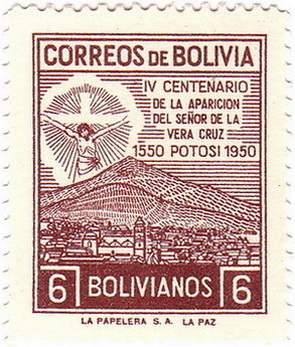 CORREOS DE BOLIVIA
IV CENTENARIO
DE LA APARICION
DEL SEÑOR DE LA
VERA CRUZ
1550 POTOSI 1950
6 BOLIVIANOS 6
LA PAPELERA S. A. LA PAZ